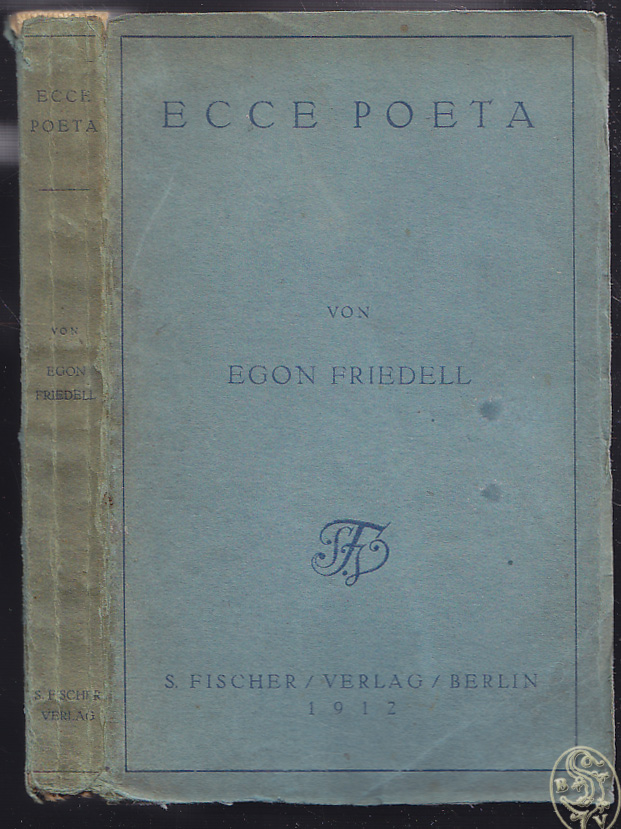 ECCE
POETA
VON
EGON
FRIEDELL
S. FISCHER
VERLAG
ECCE POETA
VON
EGON FRIEDELL
S. FISCHER / VERLAG / BERLIN
1912